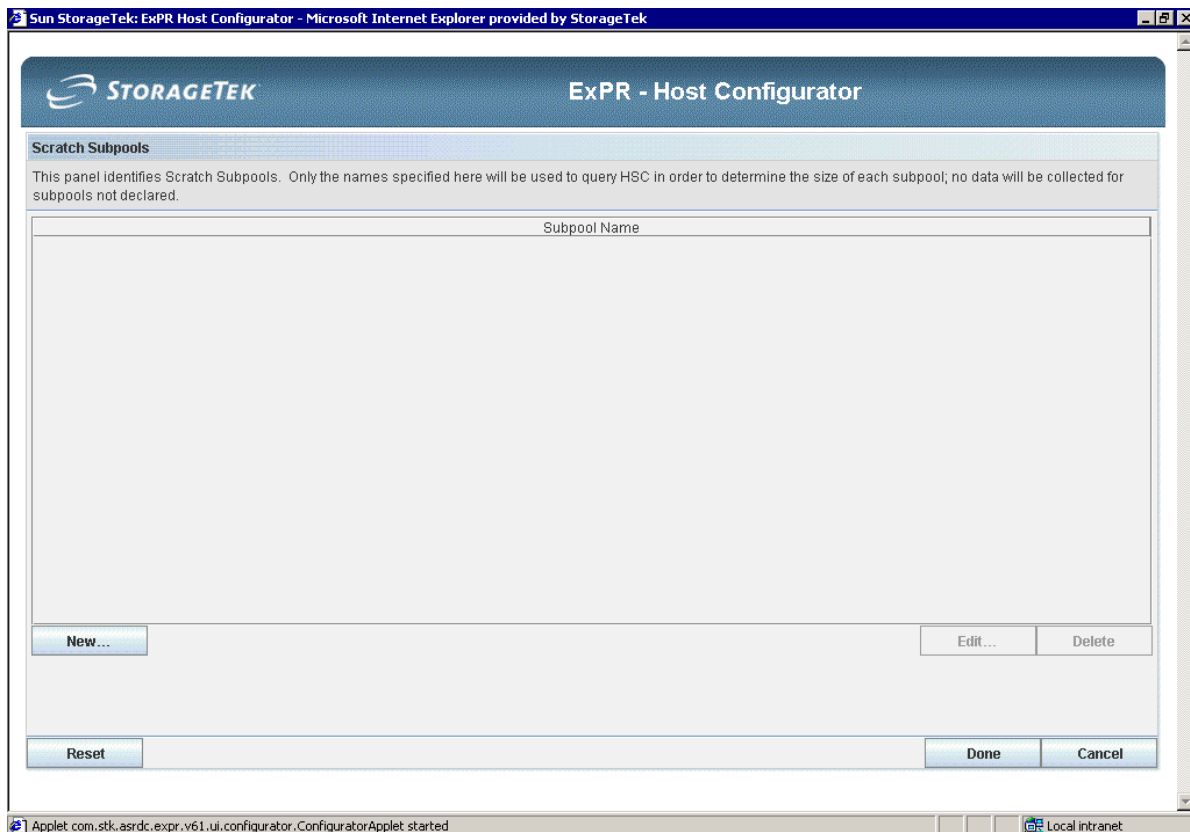 Sun StorageTek: ExPR Host Configurator - Microsoft Internet Explorer provided by StorageTek
STORAGETEK
ExPR - Host Configurator
Scratch Subpools
This panel identifies Scratch Subpools. Only the names specified here will be used to query HSC in order to determine the size of each subpool; no data will be collected for
subpools not declared.
Subpool Name
New...
Edit...
Delete
Reset
Done
Cancel
Applet com.stk.asrdc.expr.v61.ui.configurator.ConfiguratorApplet started
Local intranet